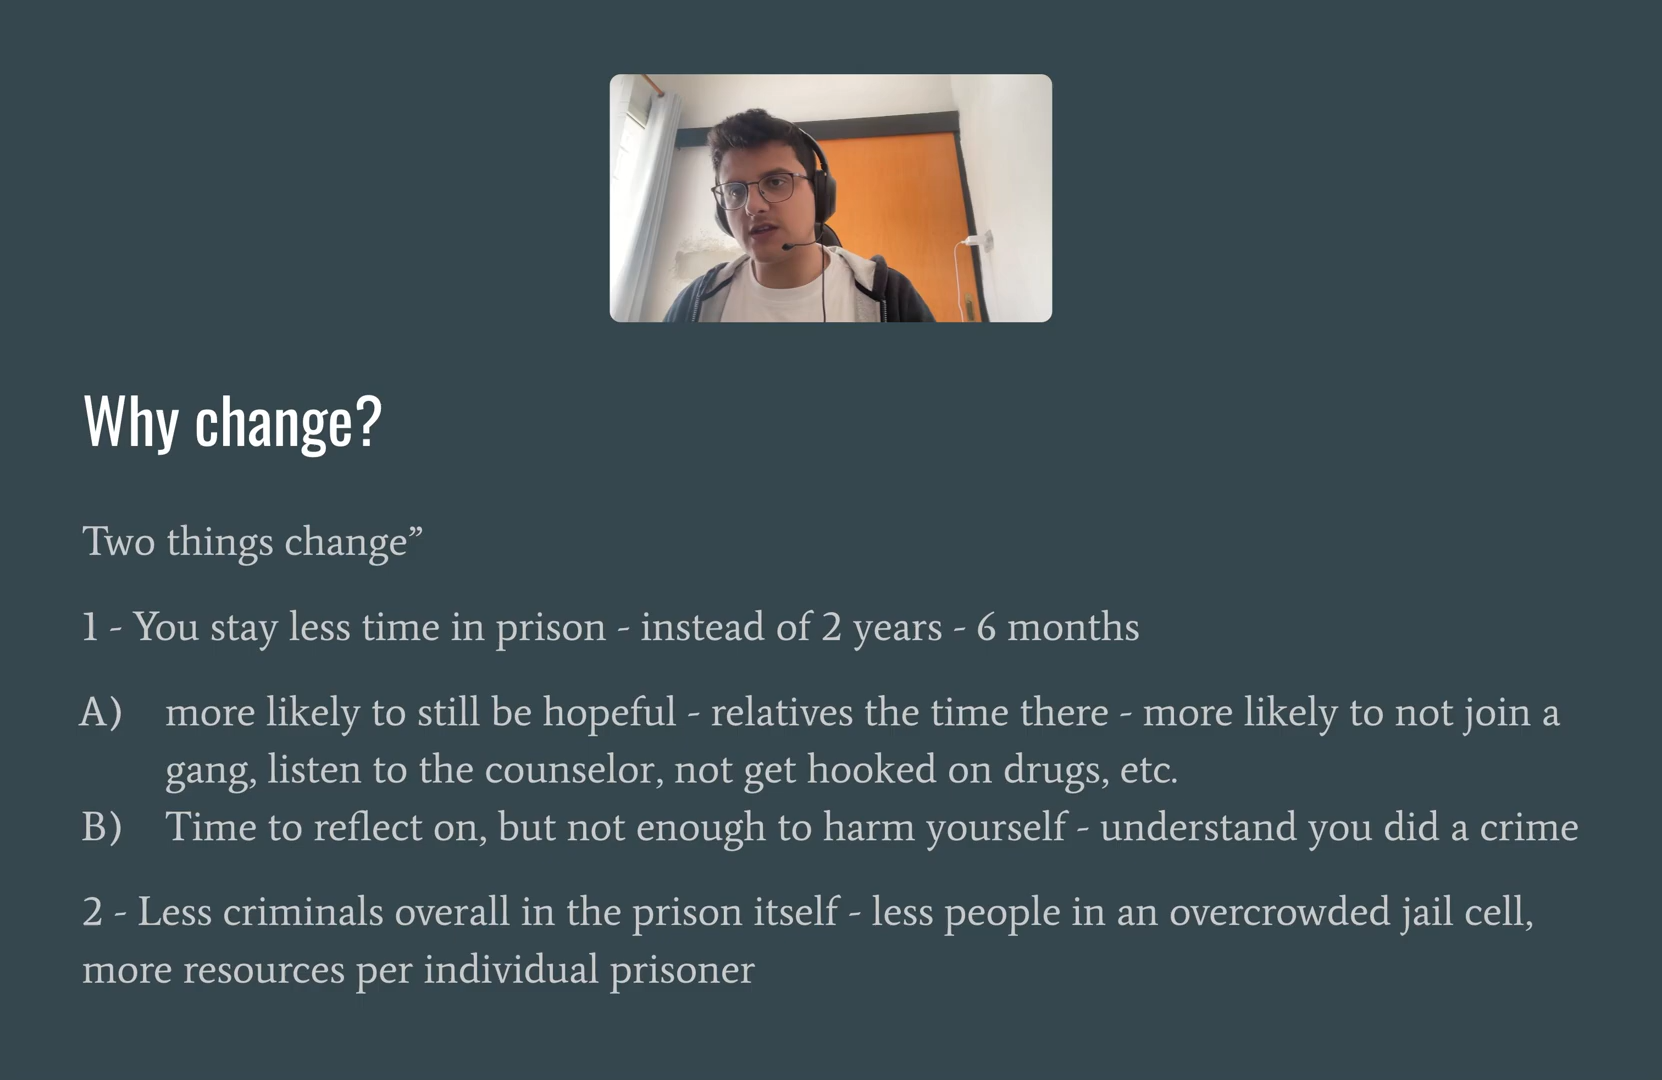 Why change?
Two things change”
1 - You stay less time in prison - instead of 2 years - 6 months
A) more likely to still be hopeful - relatives the time there - more likely to not join a
gang, listen to the counselor, not get hooked on drugs, etc.
B) Time to reflect on, but not enough to harm yourself - understand you did a crime
2 - Less criminals overall in the prison itself - less people in an overcrowded jail cell,
more resources per individual prisoner